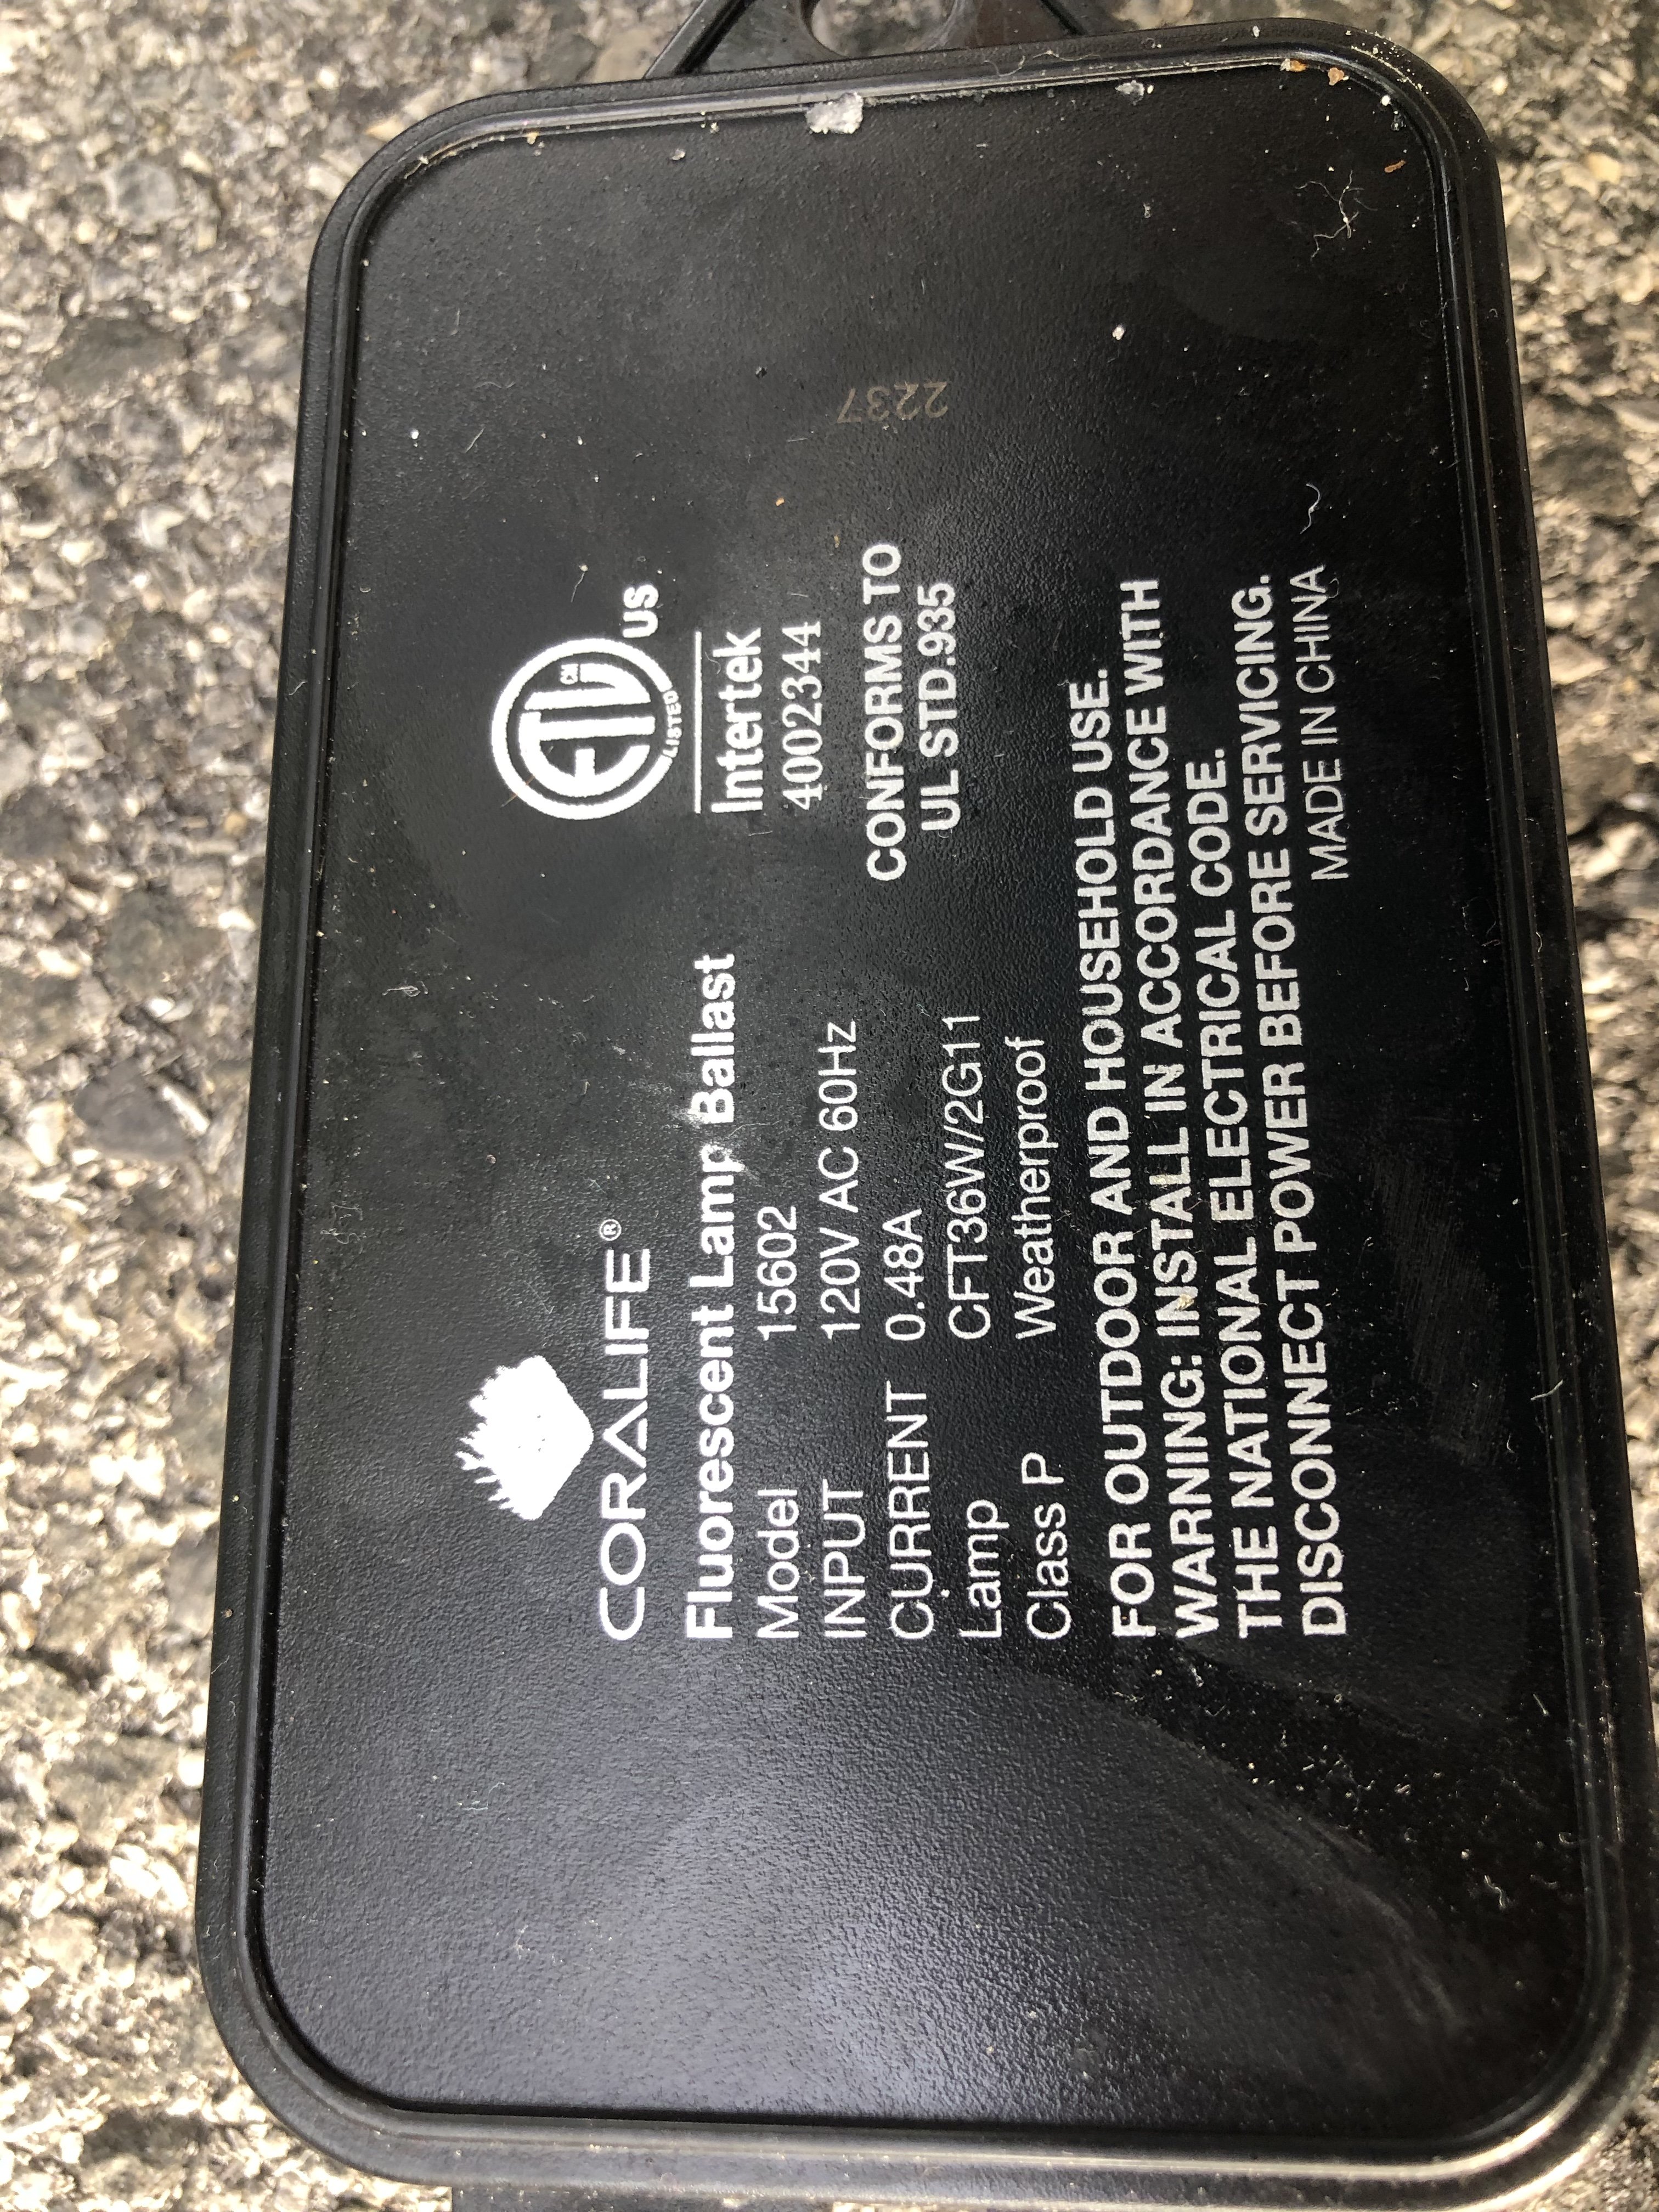 CORALIFE®
Fluorescent Lamp Ballast
Model 156602
INPUT 120V AC 60Hz
CURRENT 0.48A
Lamp CFT36W/2G11
Class P Weatherproof
FOR OUTDOOR AND HOUSEHOLD USE.
WARNING: INSTALL IN ACCORDANCE WITH
THE NATIONAL ELECTRICAL CODE.
DISCONNECT POWER BEFORE SERVICING.
MADE IN CHINA
ETL CM
LISTED
US
Intertek
4002344
CONFORMS TO
UL STD.935
2237